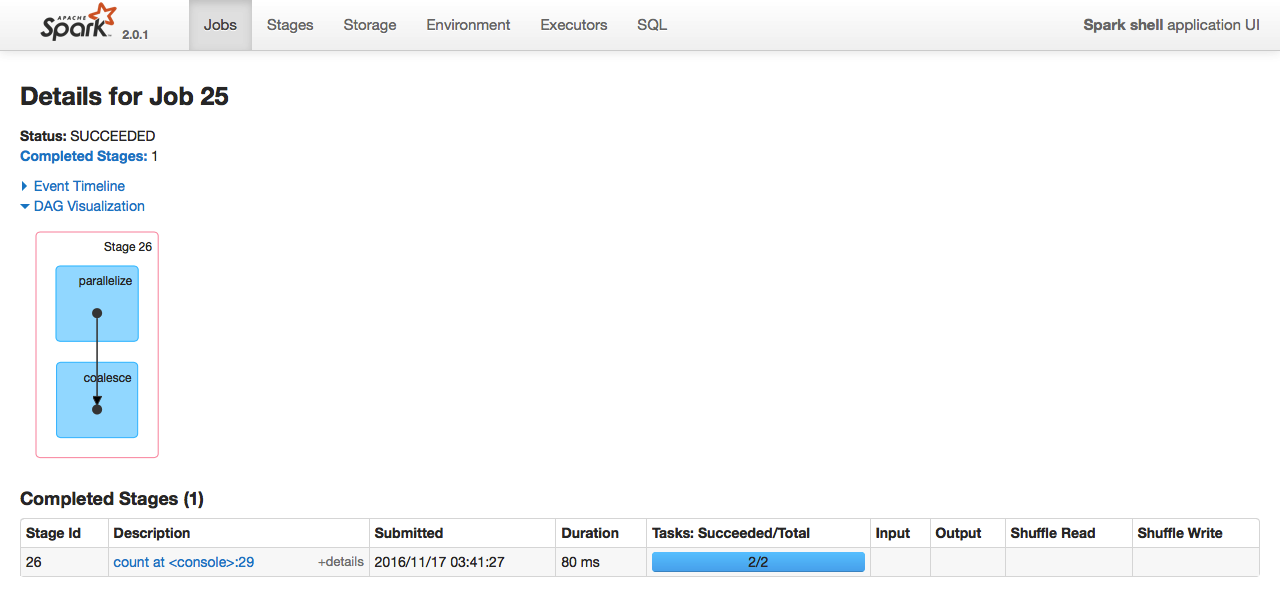 APACHE
Spark 2.0.1 Jobs Stages Storage Environment Executors SQL Spark shell application UI
Details for Job 25
Status: SUCCEEDED
Completed Stages: 1
Event Timeline
DAG Visualization
Stage 26
parallelize
coalesce
Completed Stages (1)
Stage Id Description Submitted Duration Tasks: Succeeded/Total Input Output Shuffle Read Shuffle Write
26 count at <console>:29 +details 2016/11/17 03:41:27 80 ms 2/2